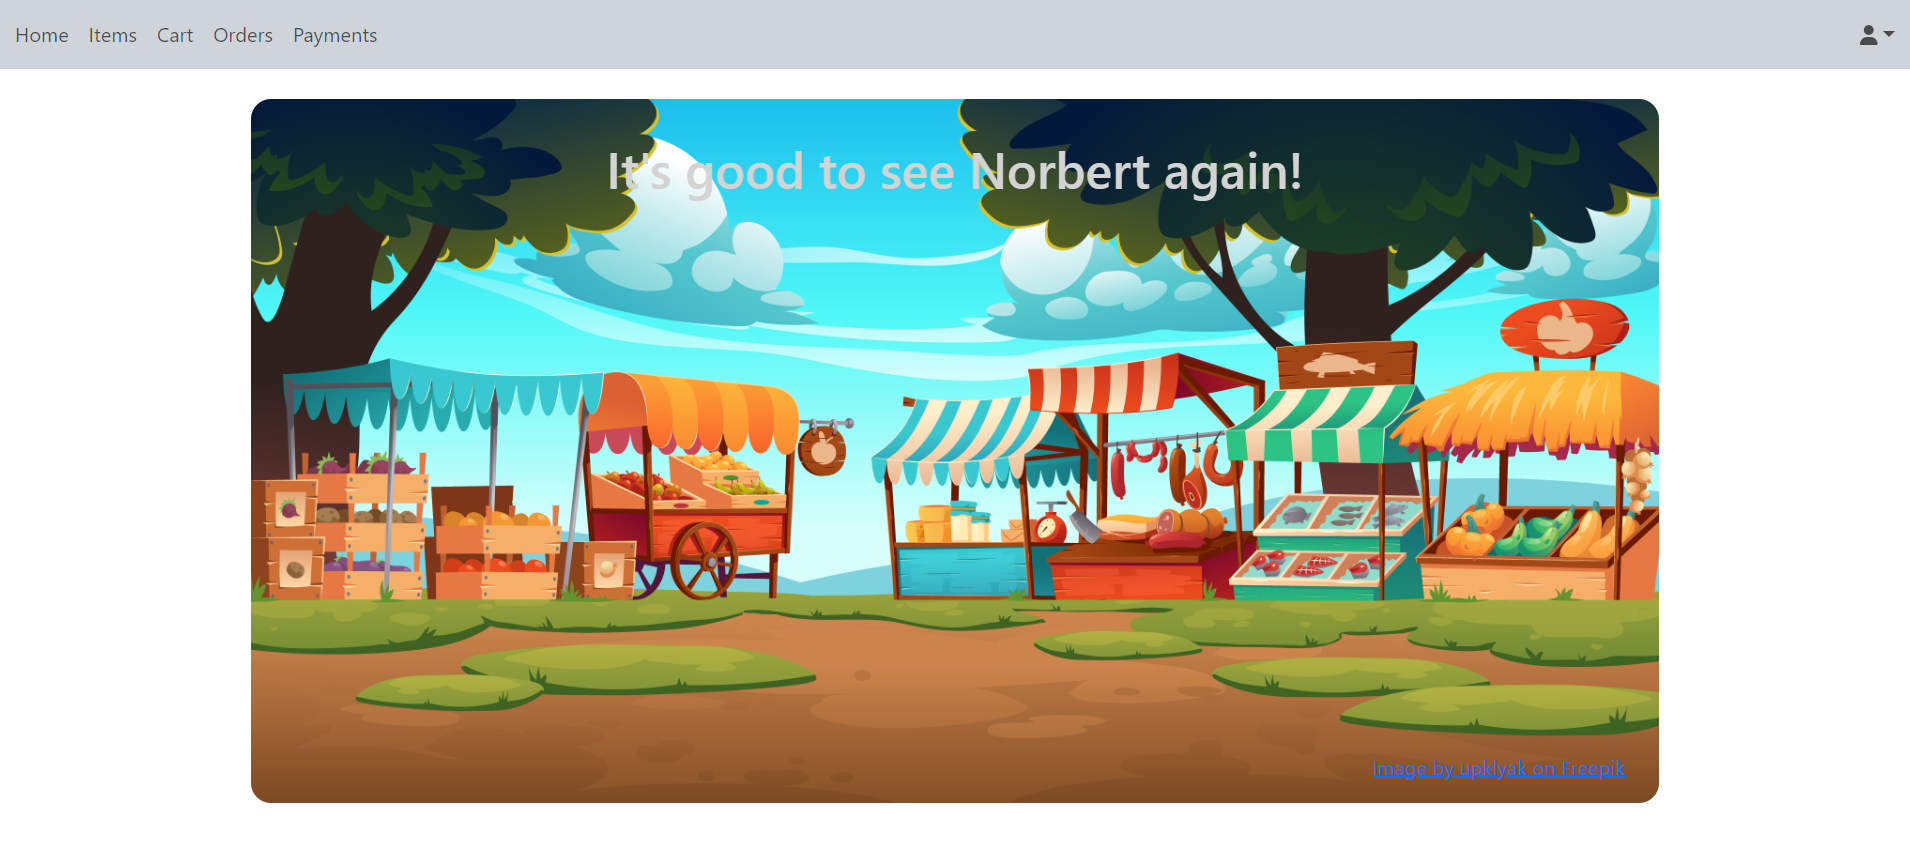 Home Items Cart Orders Payments
It's good to see Norbert again!
Image by upklyak on Freepik